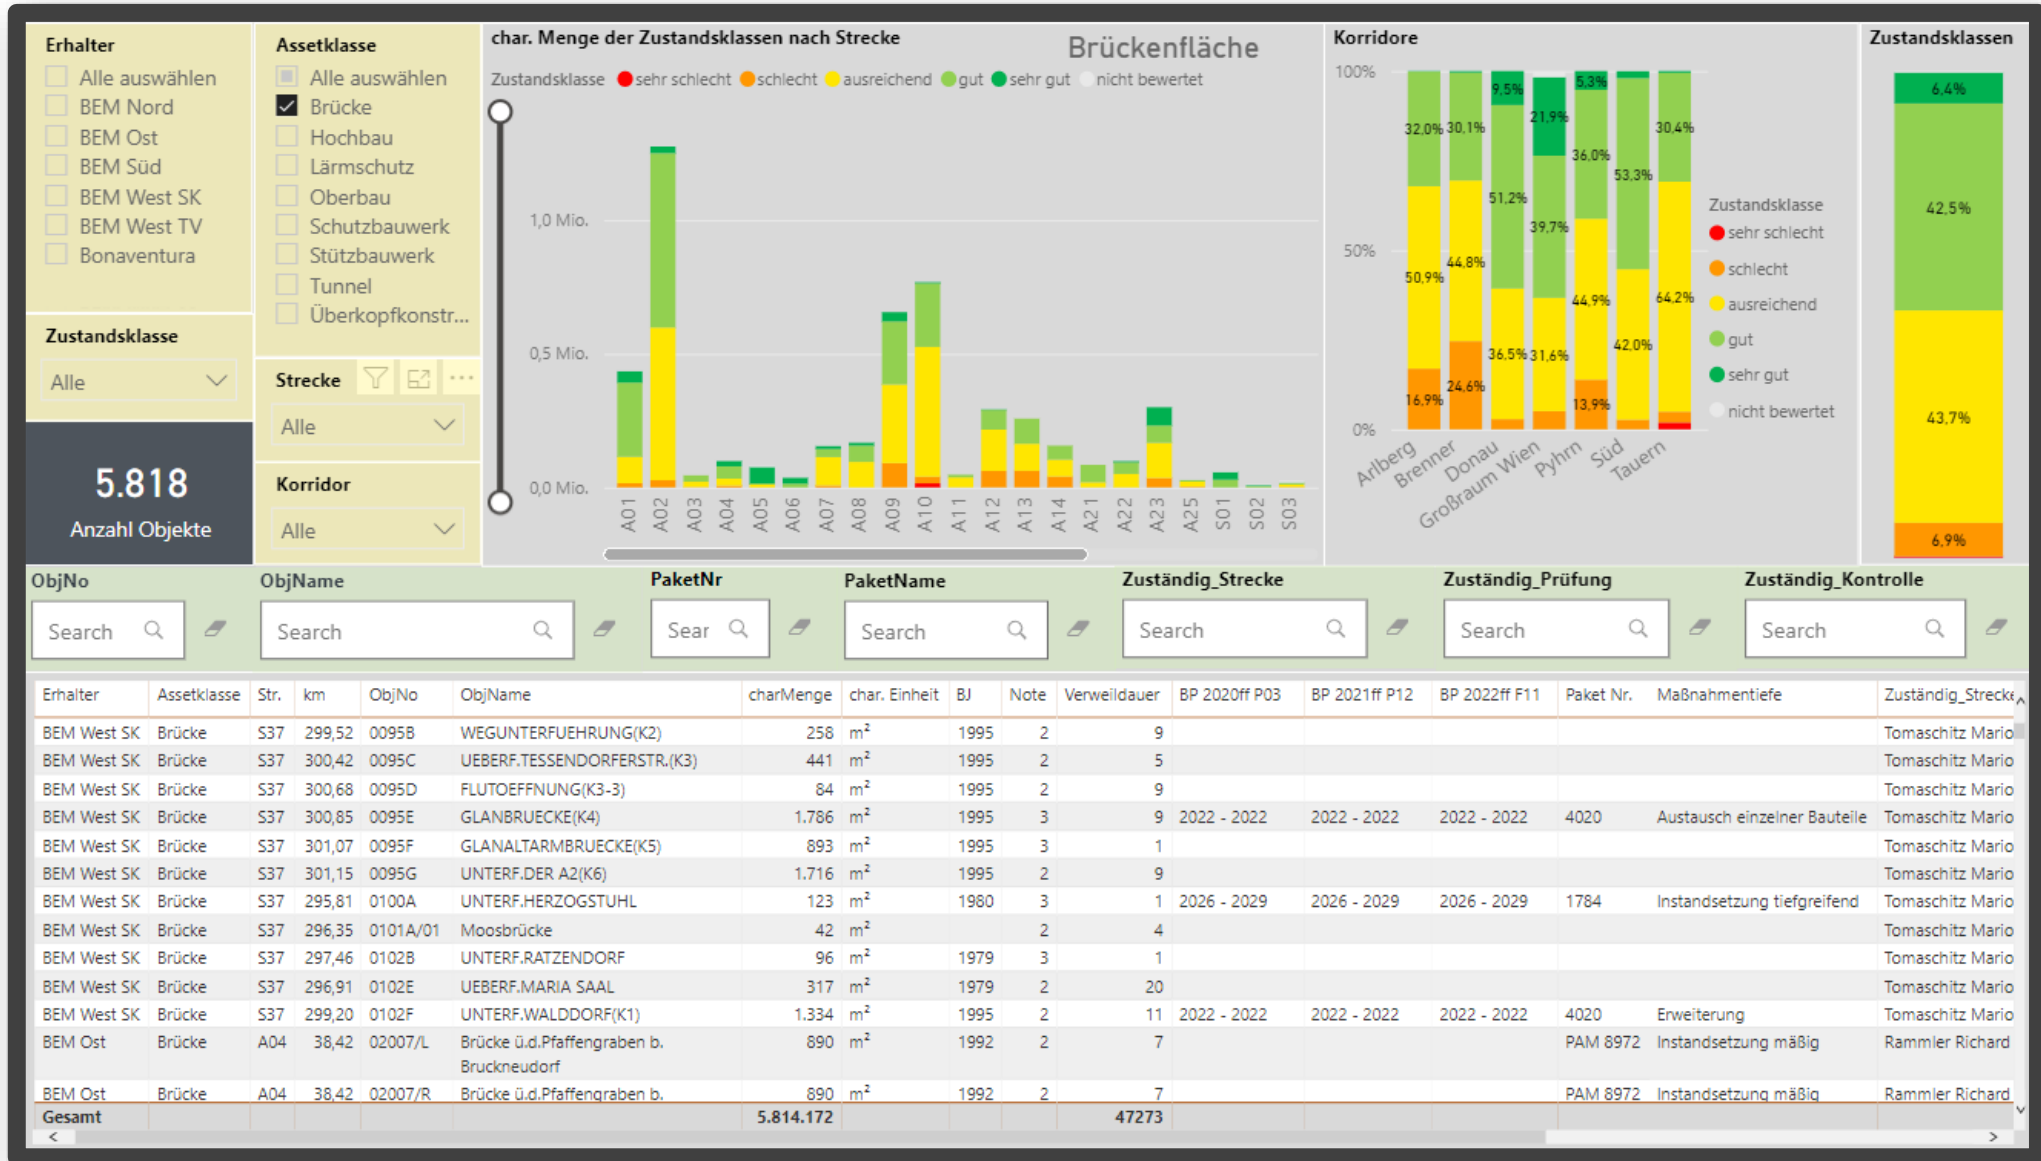 Erhalter
Alle auswählen
BEM Nord
BEM Ost
BEM Süd
BEM West SK
BEM West TV
Bonaventura
Zustandsklasse
Alle
5.818
Anzahl Objekte
Assetklasse
Alle auswählen
Brücke
Hochbau
Lärmschutz
Oberbau
Schutzbauwerk
Stützbauwerk
Tunnel
Überkopfkonstr...
Strecke
Alle
Korridor
Alle
char. Menge der Zustandsklassen nach Strecke
Brückenfläche
Zustandsklasse sehr schlecht schlecht ausreichend gut sehr gut nicht bewertet
1,0 Mio.
0,5 Mio.
0,0 Mio.
A01 A02 A03 A04 A05 A06 A07 A08 A09 A10 A11 A12 A13 A14 A21 A22 A23 A25 S01 S02 S03
Korridore
100%
50%
0%
32,0% 50,9% 16,9%
30,1% 44,8% 24,6%
9,5% 51,2% 36,5%
21,9% 39,7% 31,6%
5,3% 36,0% 44,9% 13,9%
53,3% 42,0%
30,4% 64,2%
Arlberg Brenner Donau Großraum Wien Pyhrn Süd Tauern
Zustandsklasse
sehr schlecht
schlecht
ausreichend
gut
sehr gut
nicht bewertet
Zustandsklassen
6,4%
42,5%
43,7%
6,9%
ObjNo ObjName PaketNr PaketName Zuständig_Strecke Zuständig_Prüfung Zuständig_Kontrolle
Search Search Sear Search Search Search Search
Erhalter Assetklasse Str. km ObjNo ObjName charMenge char. Einheit BJ Note Verweildauer BP 2020ff P03 BP 2021ff P12 BP 2022ff F11 Paket Nr. Maßnahmentiefe Zuständig_Strecke
BEM West SK Brücke S37 299,52 0095B WEGUNTERFUEHRUNG(K2) 258 m² 1995 2 9 Tomaschitz Mario
BEM West SK Brücke S37 300,42 0095C UEBERF.TESSENDORFERSTR.(K3) 441 m² 1995 2 5 Tomaschitz Mario
BEM West SK Brücke S37 300,68 0095D FLUTOEFFNUNG(K3-3) 84 m² 1995 2 9 Tomaschitz Mario
BEM West SK Brücke S37 300,85 0095E GLANBRUECKE(K4) 1.786 m² 1995 3 9 2022 - 2022 2022 - 2022 2022 - 2022 4020 Austausch einzelner Bauteile Tomaschitz Mario
BEM West SK Brücke S37 301,07 0095F GLANALTARMBRUECKE(K5) 893 m² 1995 3 1 Tomaschitz Mario
BEM West SK Brücke S37 301,15 0095G UNTERF.DER A2(K6) 1.716 m² 1995 2 9 Tomaschitz Mario
BEM West SK Brücke S37 295,81 0100A UNTERF.HERZOGSTUHL 123 m² 1980 3 1 2026 - 2029 2026 - 2029 2026 - 2029 1784 Instandsetzung tiefgreifend Tomaschitz Mario
BEM West SK Brücke S37 296,35 0101A/01 Moosbrücke 42 m² 2 4 Tomaschitz Mario
BEM West SK Brücke S37 297,46 0102B UNTERF.RATZENDORF 96 m² 1979 3 1 Tomaschitz Mario
BEM West SK Brücke S37 296,91 0102E UEBERF.MARIA SAAL 317 m² 1979 2 20 Tomaschitz Mario
BEM West SK Brücke S37 299,20 0102F UNTERF.WALDDORF(K1) 1.334 m² 1995 2 11 2022 - 2022 2022 - 2022 2022 - 2022 4020 Erweiterung Tomaschitz Mario
BEM Ost Brücke A04 38,42 02007/L Brücke ü.d.Pfaffengraben b. 890 m² 1992 2 7 PAM 8972 Instandsetzung mäßig Rammler Richard
Bruckneudorf
BEM Ost Brücke A04 38,42 02007/R Brücke ü.d.Pfaffengraben b. 890 m² 1992 2 7 PAM 8972 Instandsetzung mäßig Rammler Richard
Gesamt 5.814.172 47273